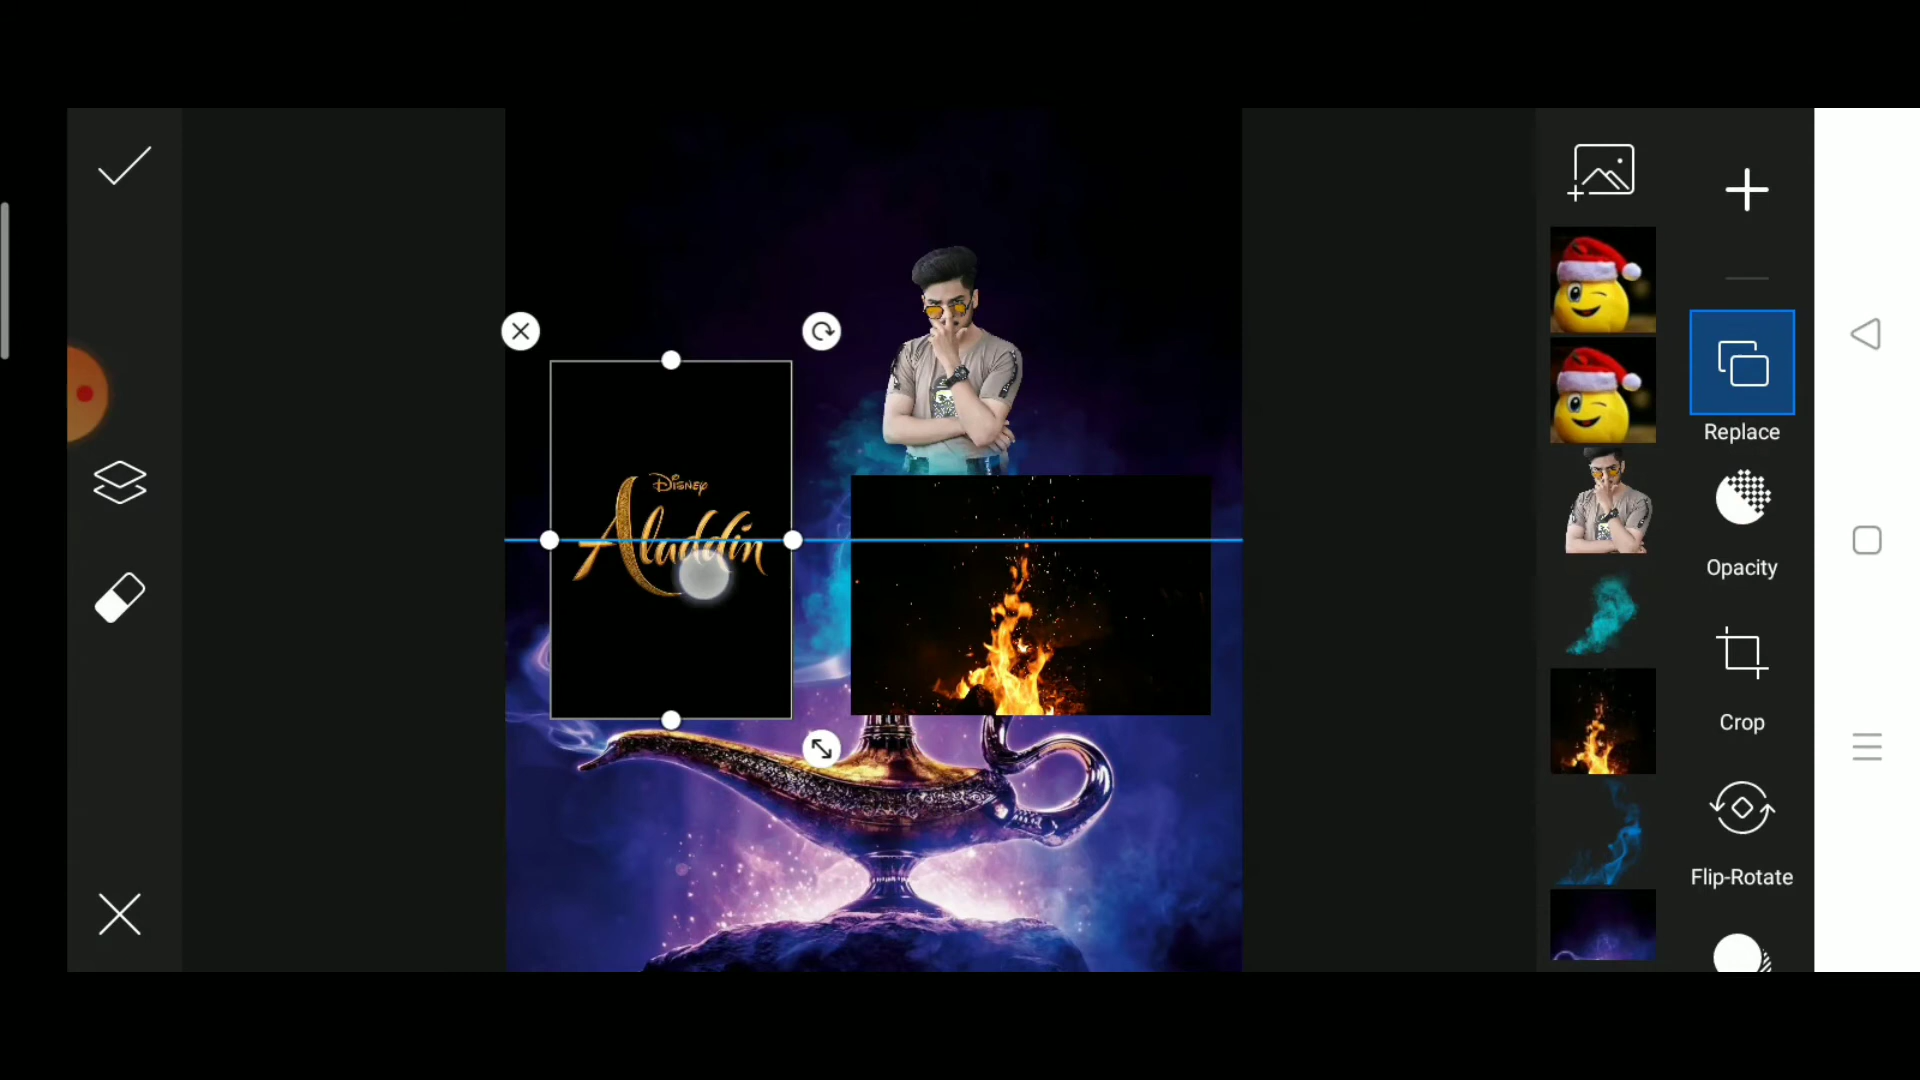 DISNEY
Aladdin
Replace
Opacity
Crop
Flip-Rotate